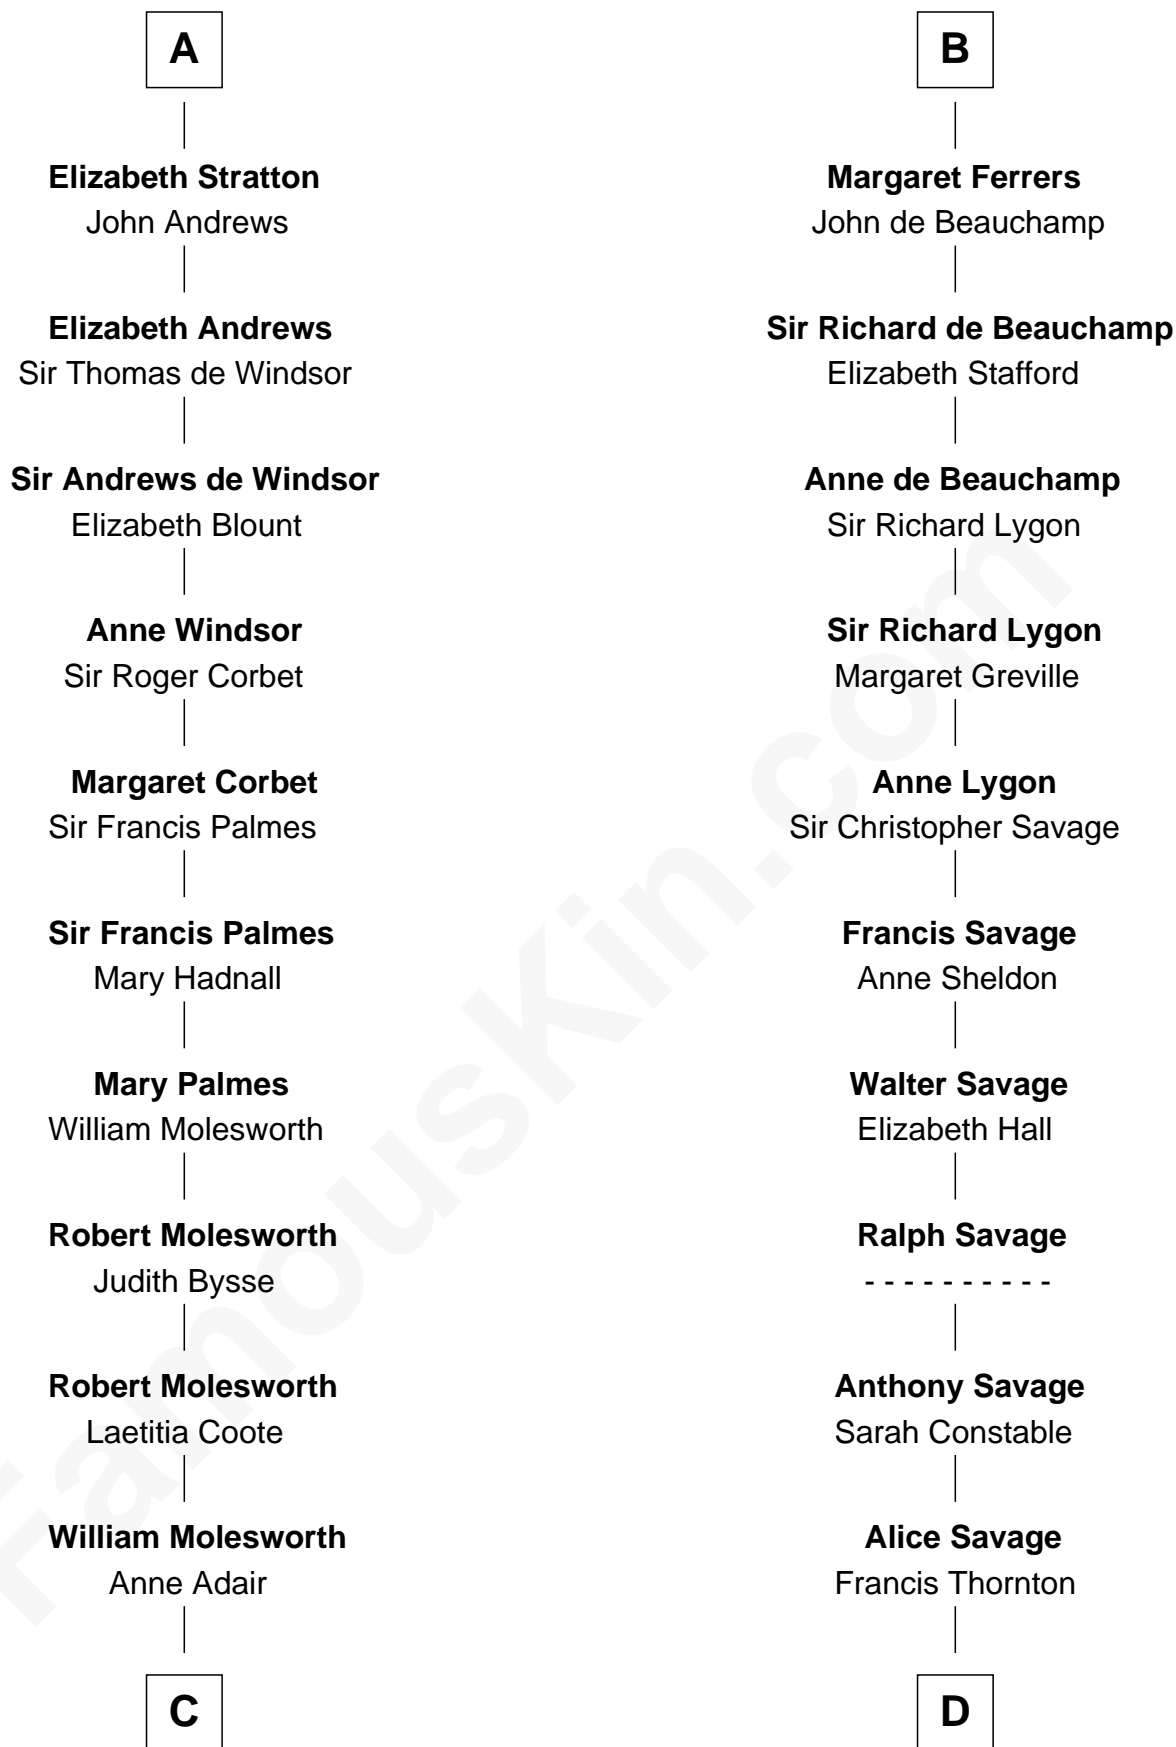 A
Elizabeth Stratton
John Andrews
Elizabeth Andrews
Sir Thomas de Windsor
Sir Andrews de Windsor
Elizabeth Blount
Anne Windsor
Sir Roger Corbet
Margaret Corbet
Sir Francis Palmes
Sir Francis Palmes
Mary Hadnall
Mary Palmes
William Molesworth
Robert Molesworth
Judith Bysse
Robert Molesworth
Laetitia Coote
William Molesworth
Anne Adair
C
B
Margaret Ferrers
John de Beauchamp
Sir Richard de Beauchamp
Elizabeth Stafford
Anne de Beauchamp
Sir Richard Lygon
Sir Richard Lygon
Margaret Greville
Anne Lygon
Sir Christopher Savage
Francis Savage
Anne Sheldon
Walter Savage
Elizabeth Hall
Ralph Savage
- - - - - - - - - -
Anthony Savage
Sarah Constable
Alice Savage
Francis Thornton
D
FamousKin.com